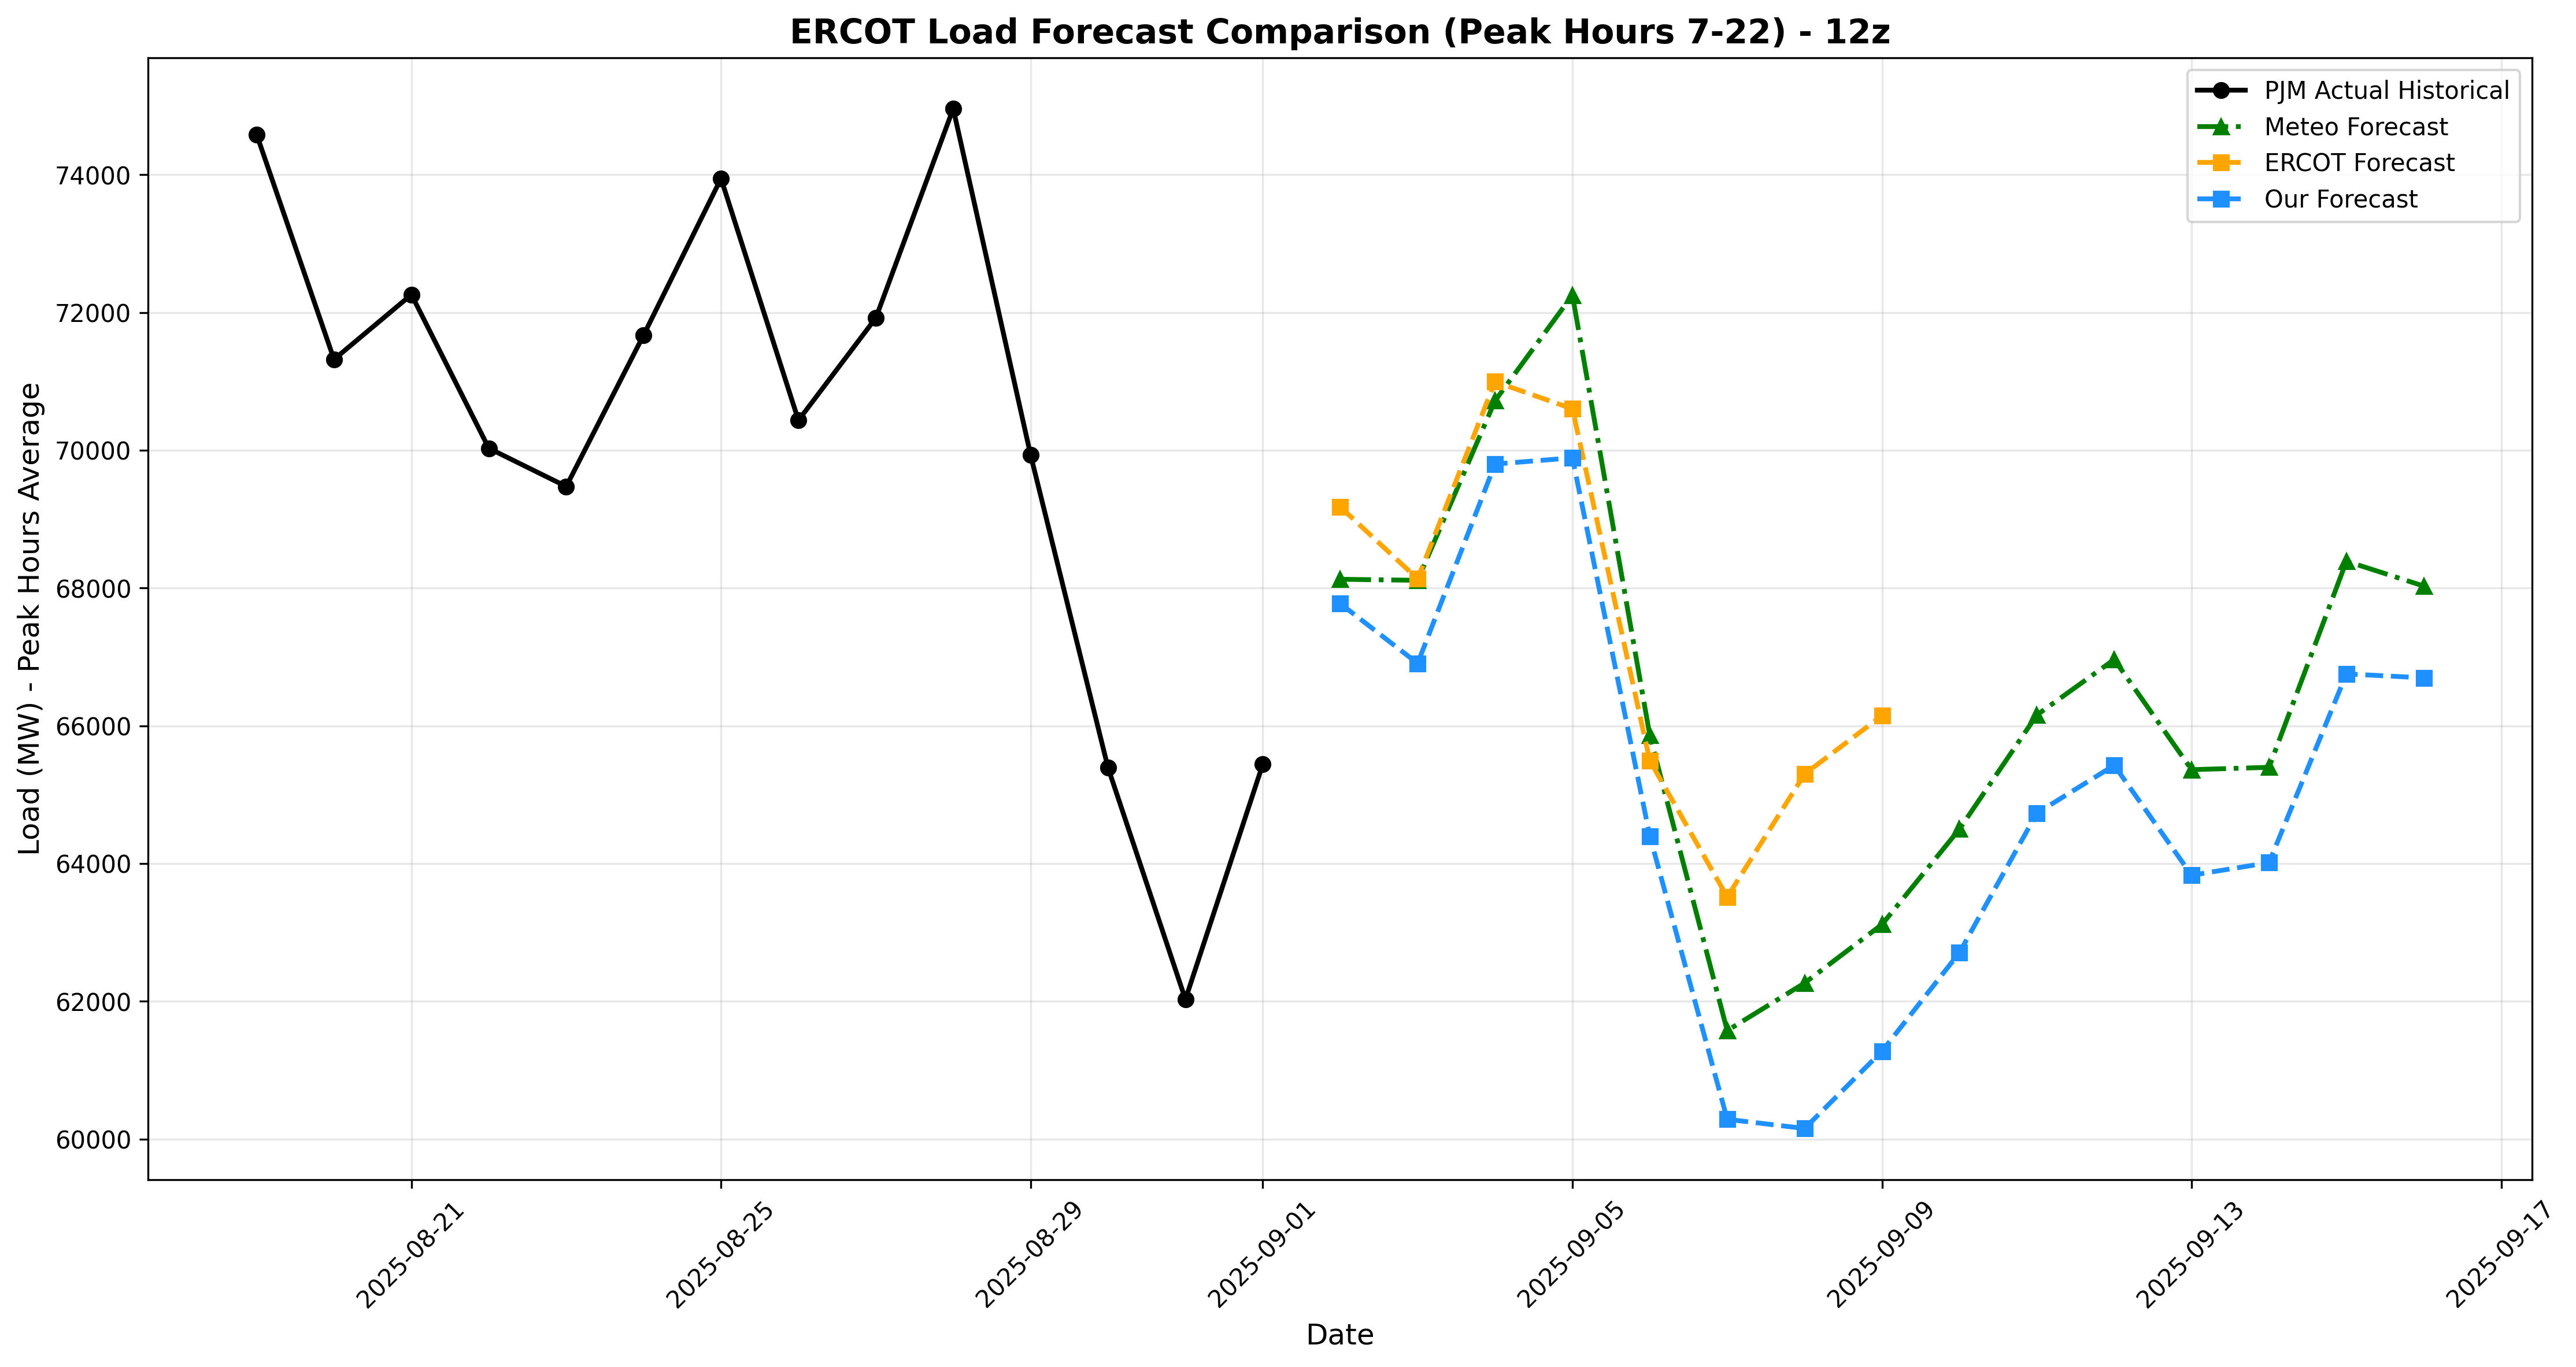 ERCOT Load Forecast Comparison (Peak Hours 7-22) - 12z
PJM Actual Historical
Meteo Forecast
ERCOT Forecast
Our Forecast
Load (MW) - Peak Hours Average
74000
72000
70000
68000
66000
64000
62000
60000
2025-08-21
2025-08-25
2025-08-29
2025-09-01
2025-09-05
2025-09-09
2025-09-13
2025-09-17
Date